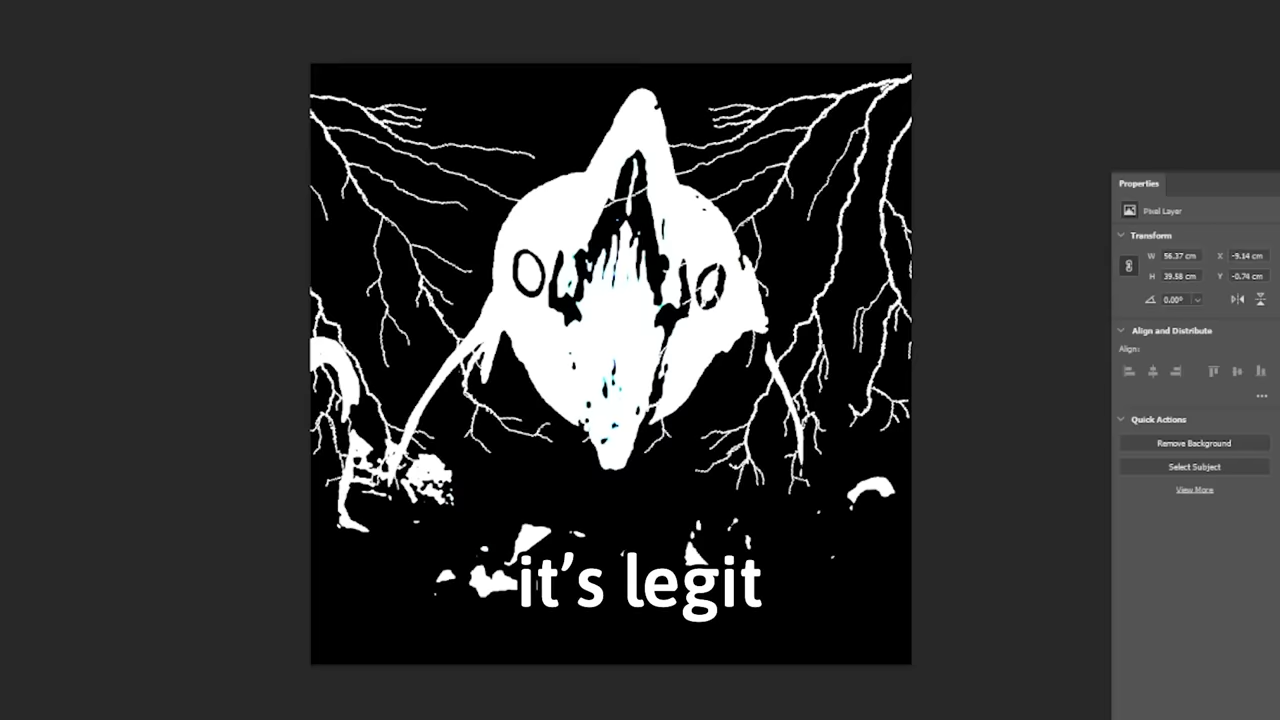 Properties
Pixel Layer
Transform
W 56.37 cm X -9.14 cm
H 39.58 cm Y -0.74 cm
0.00°
Align and Distribute
Align:
Quick Actions
Remove Background
Select Subject
View More
it's legit